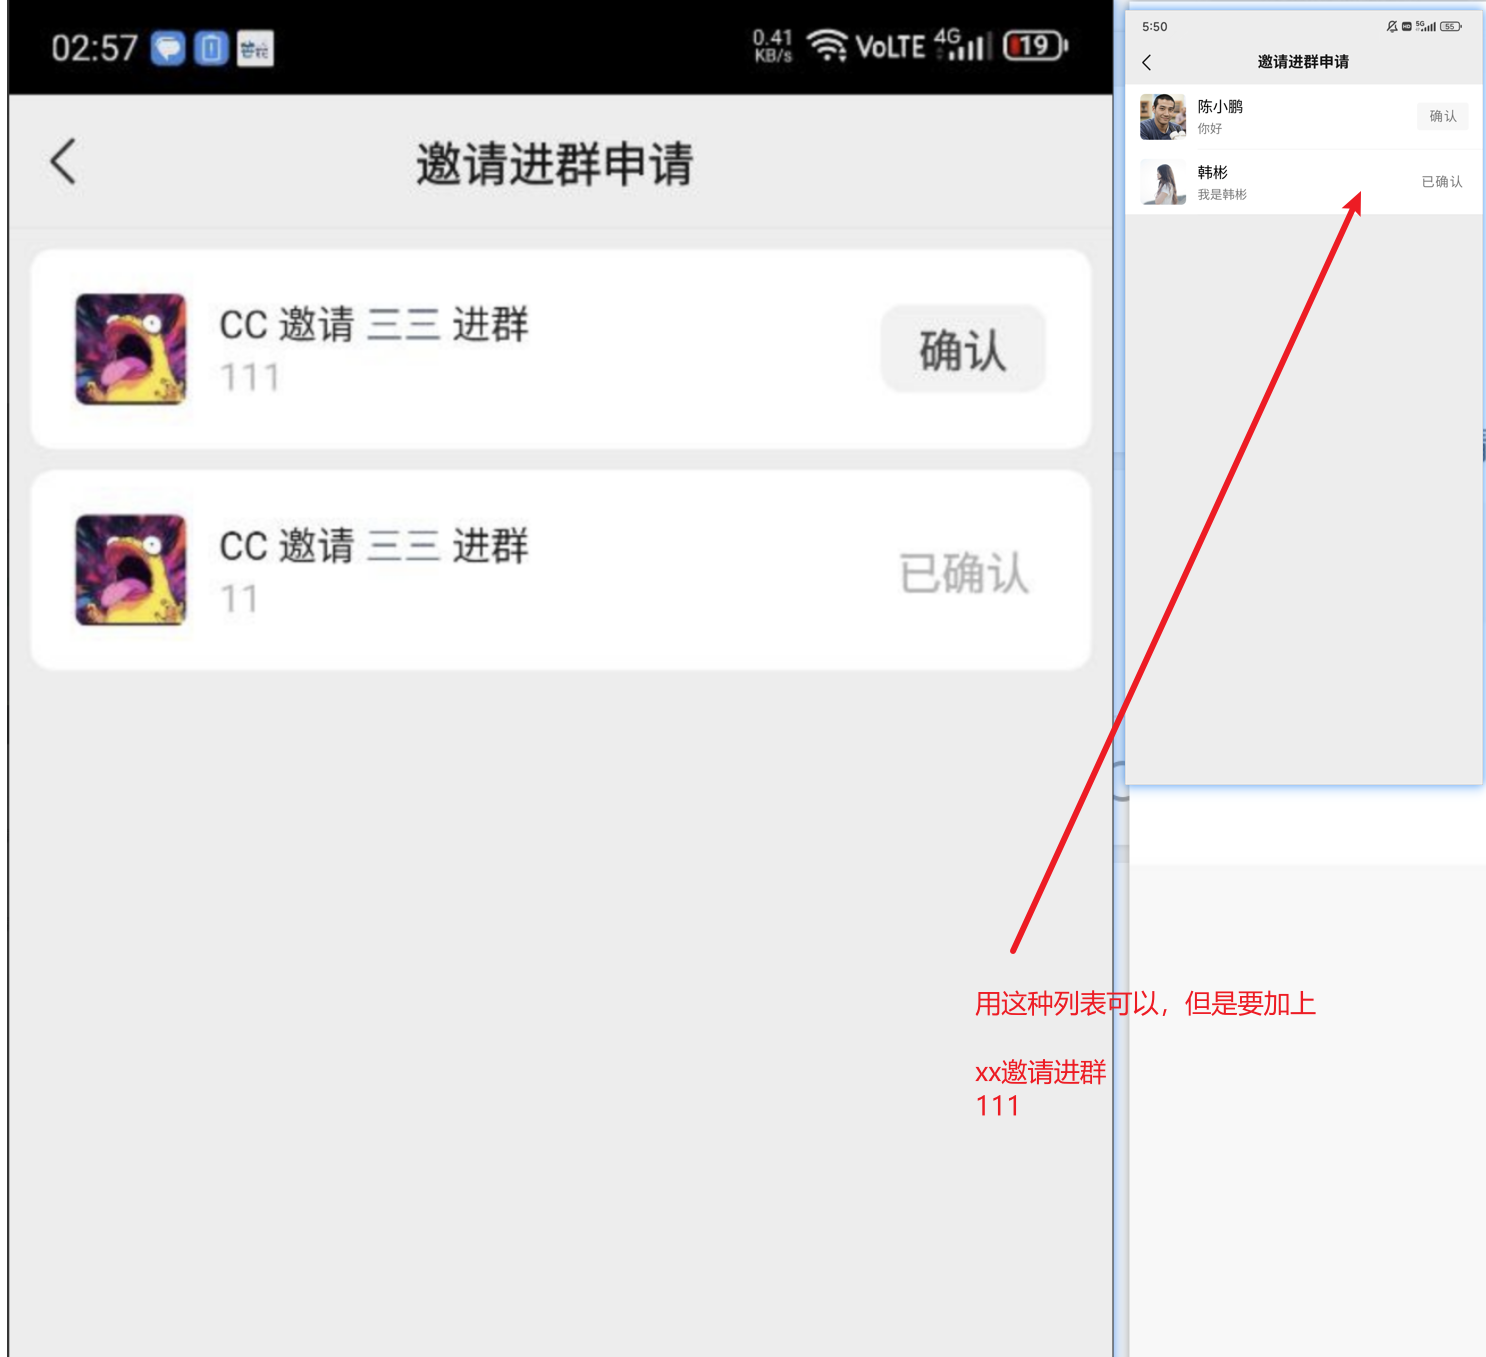 02:57
0.41
KB/s
VoLTE
4G
19
邀请进群申请
CC 邀请 三三 进群
111
确认
CC 邀请 三三 进群
11
已确认
5:50
HD
5G
55
邀请进群申请
陈小鹏
你好
确认
韩彬
我是韩彬
已确认
用这种列表可以，但是要加上
xx邀请进群
111